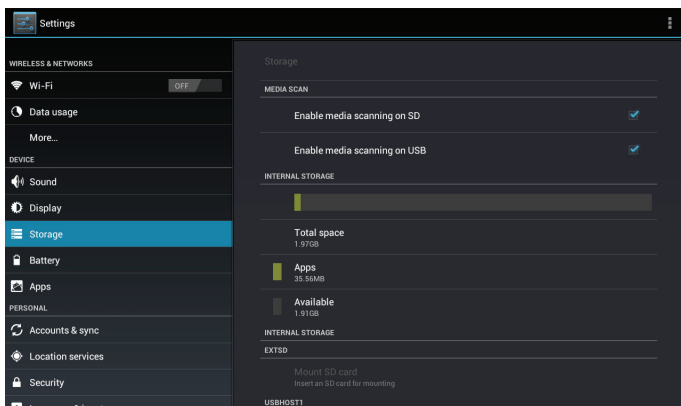 Settings
WIRELESS & NETWORKS
Wi-Fi
OFF
Data usage
More...
DEVICE
Sound
Display
Storage
Battery
Apps
PERSONAL
Accounts & sync
Location services
Security
Storage
MEDIA SCAN
Enable media scanning on SD
Enable media scanning on USB
INTERNAL STORAGE
Total space
1.97GB
Apps
35.56MB
Available
1.91GB
INTERNAL STORAGE
EXTSD
Mount SD card
Insert an SD card for mounting
USBHOST1